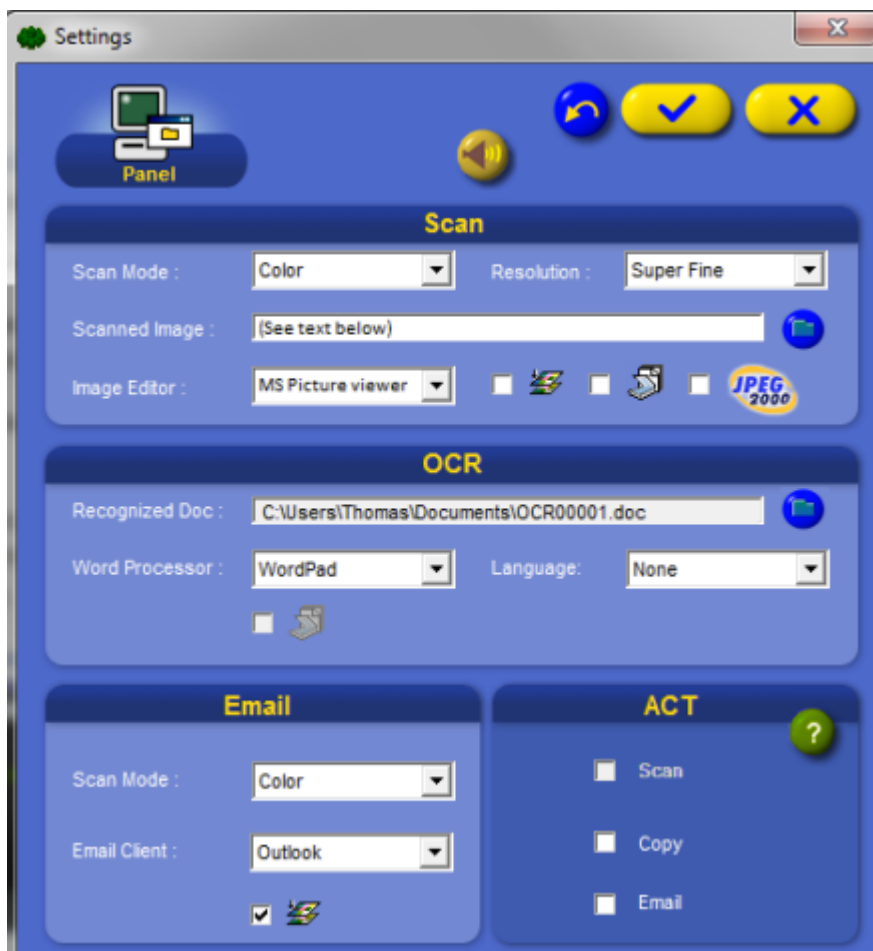 Settings
Panel
Scan
Scan Mode : Color Resolution : Super Fine
Scanned Image : (See text below)
Image Editor : MS Picture viewer JPEG 2000
OCR
Recognized Doc : C:\Users\Thomas\Documents\OCR00001.doc
Word Processor : WordPad Language: None
Email
Scan Mode : Color
Email Client : Outlook
ACT
?
Scan
Copy
Email